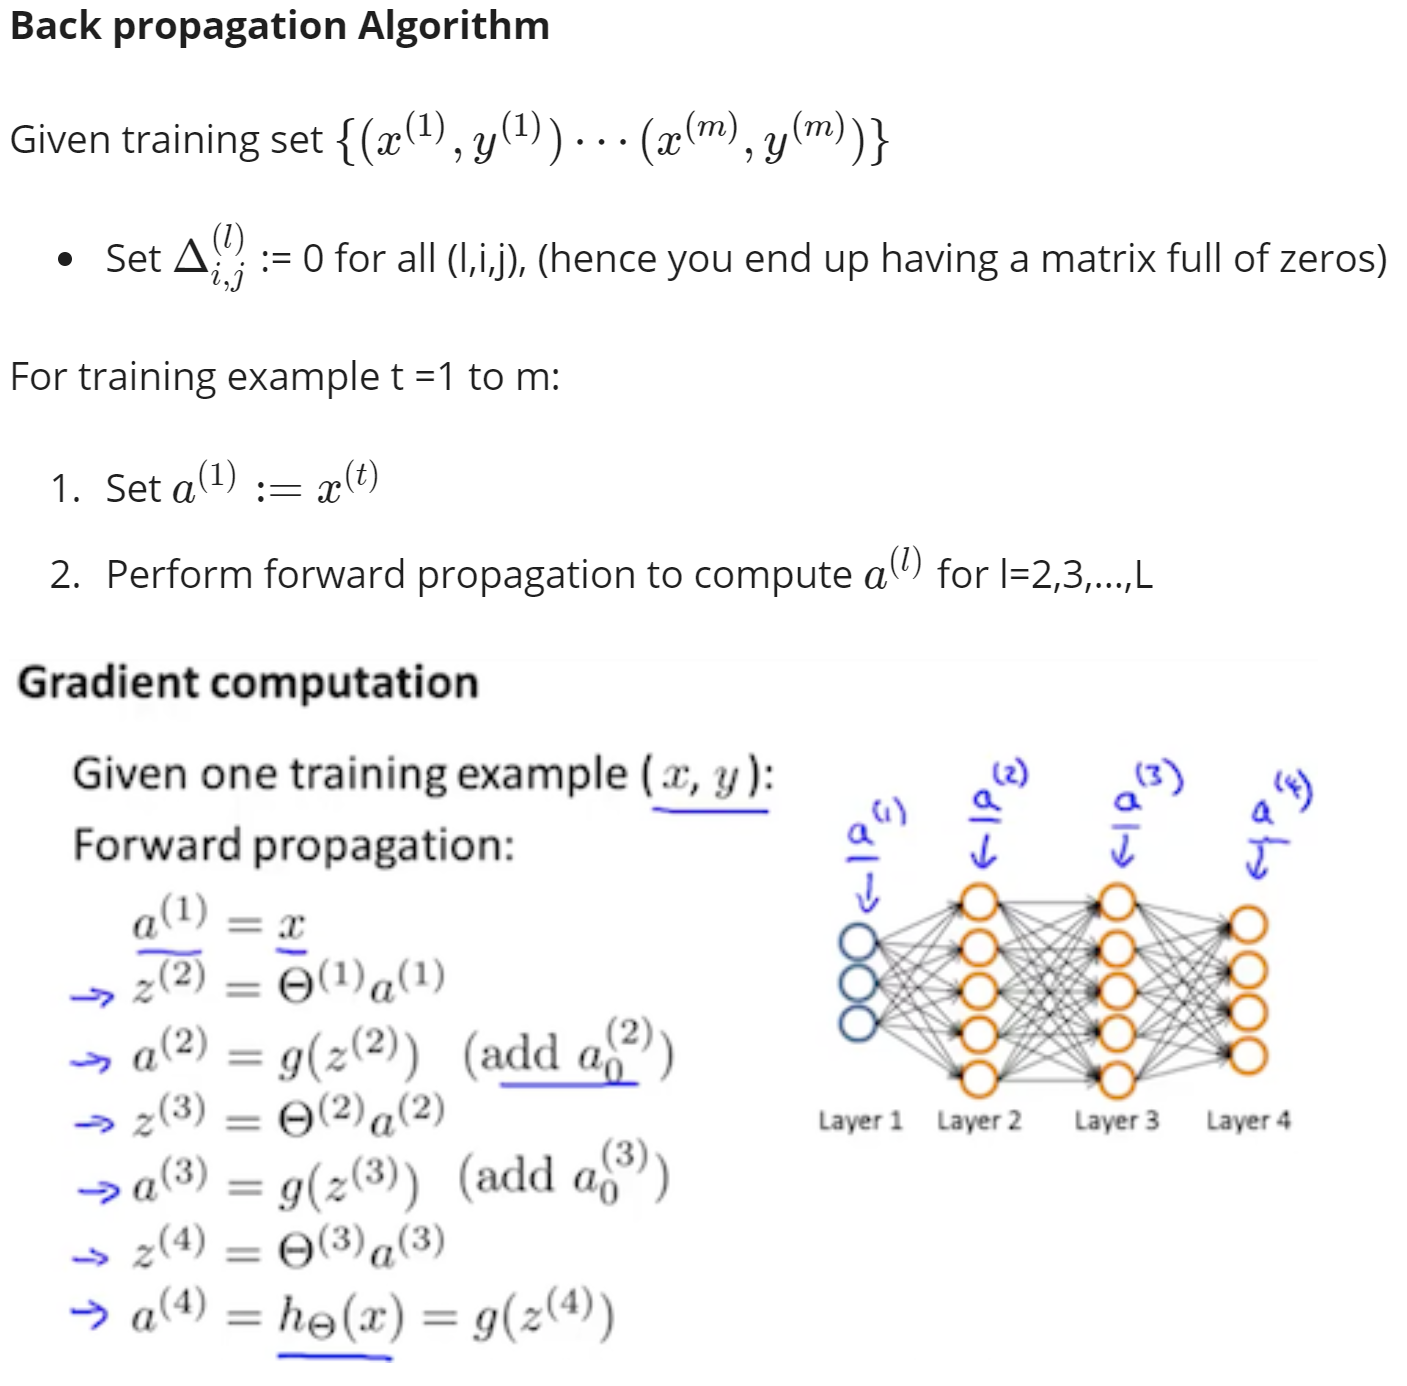 Back propagation Algorithm
Given training set {(x^(1), y^(1)) ⋯ (x^(m), y^(m))}
• Set Δ_{i,j}^(l) := 0 for all (l,i,j), (hence you end up having a matrix full of zeros)
For training example t =1 to m:
1. Set a^(1) := x^(t)
2. Perform forward propagation to compute a^(l) for l=2,3,...,L
Gradient computation
Given one training example (x, y):
Forward propagation:
a^(1) = x
→ z^(2) = Θ^(1)a^(1)
→ a^(2) = g(z^(2)) (add a_0^(2))
→ z^(3) = Θ^(2)a^(2)
→ a^(3) = g(z^(3)) (add a_0^(3))
→ z^(4) = Θ^(3)a^(3)
→ a^(4) = h_Θ(x) = g(z^(4))
a^(1) a^(2) a^(3) a^(4)
Layer 1 Layer 2 Layer 3 Layer 4